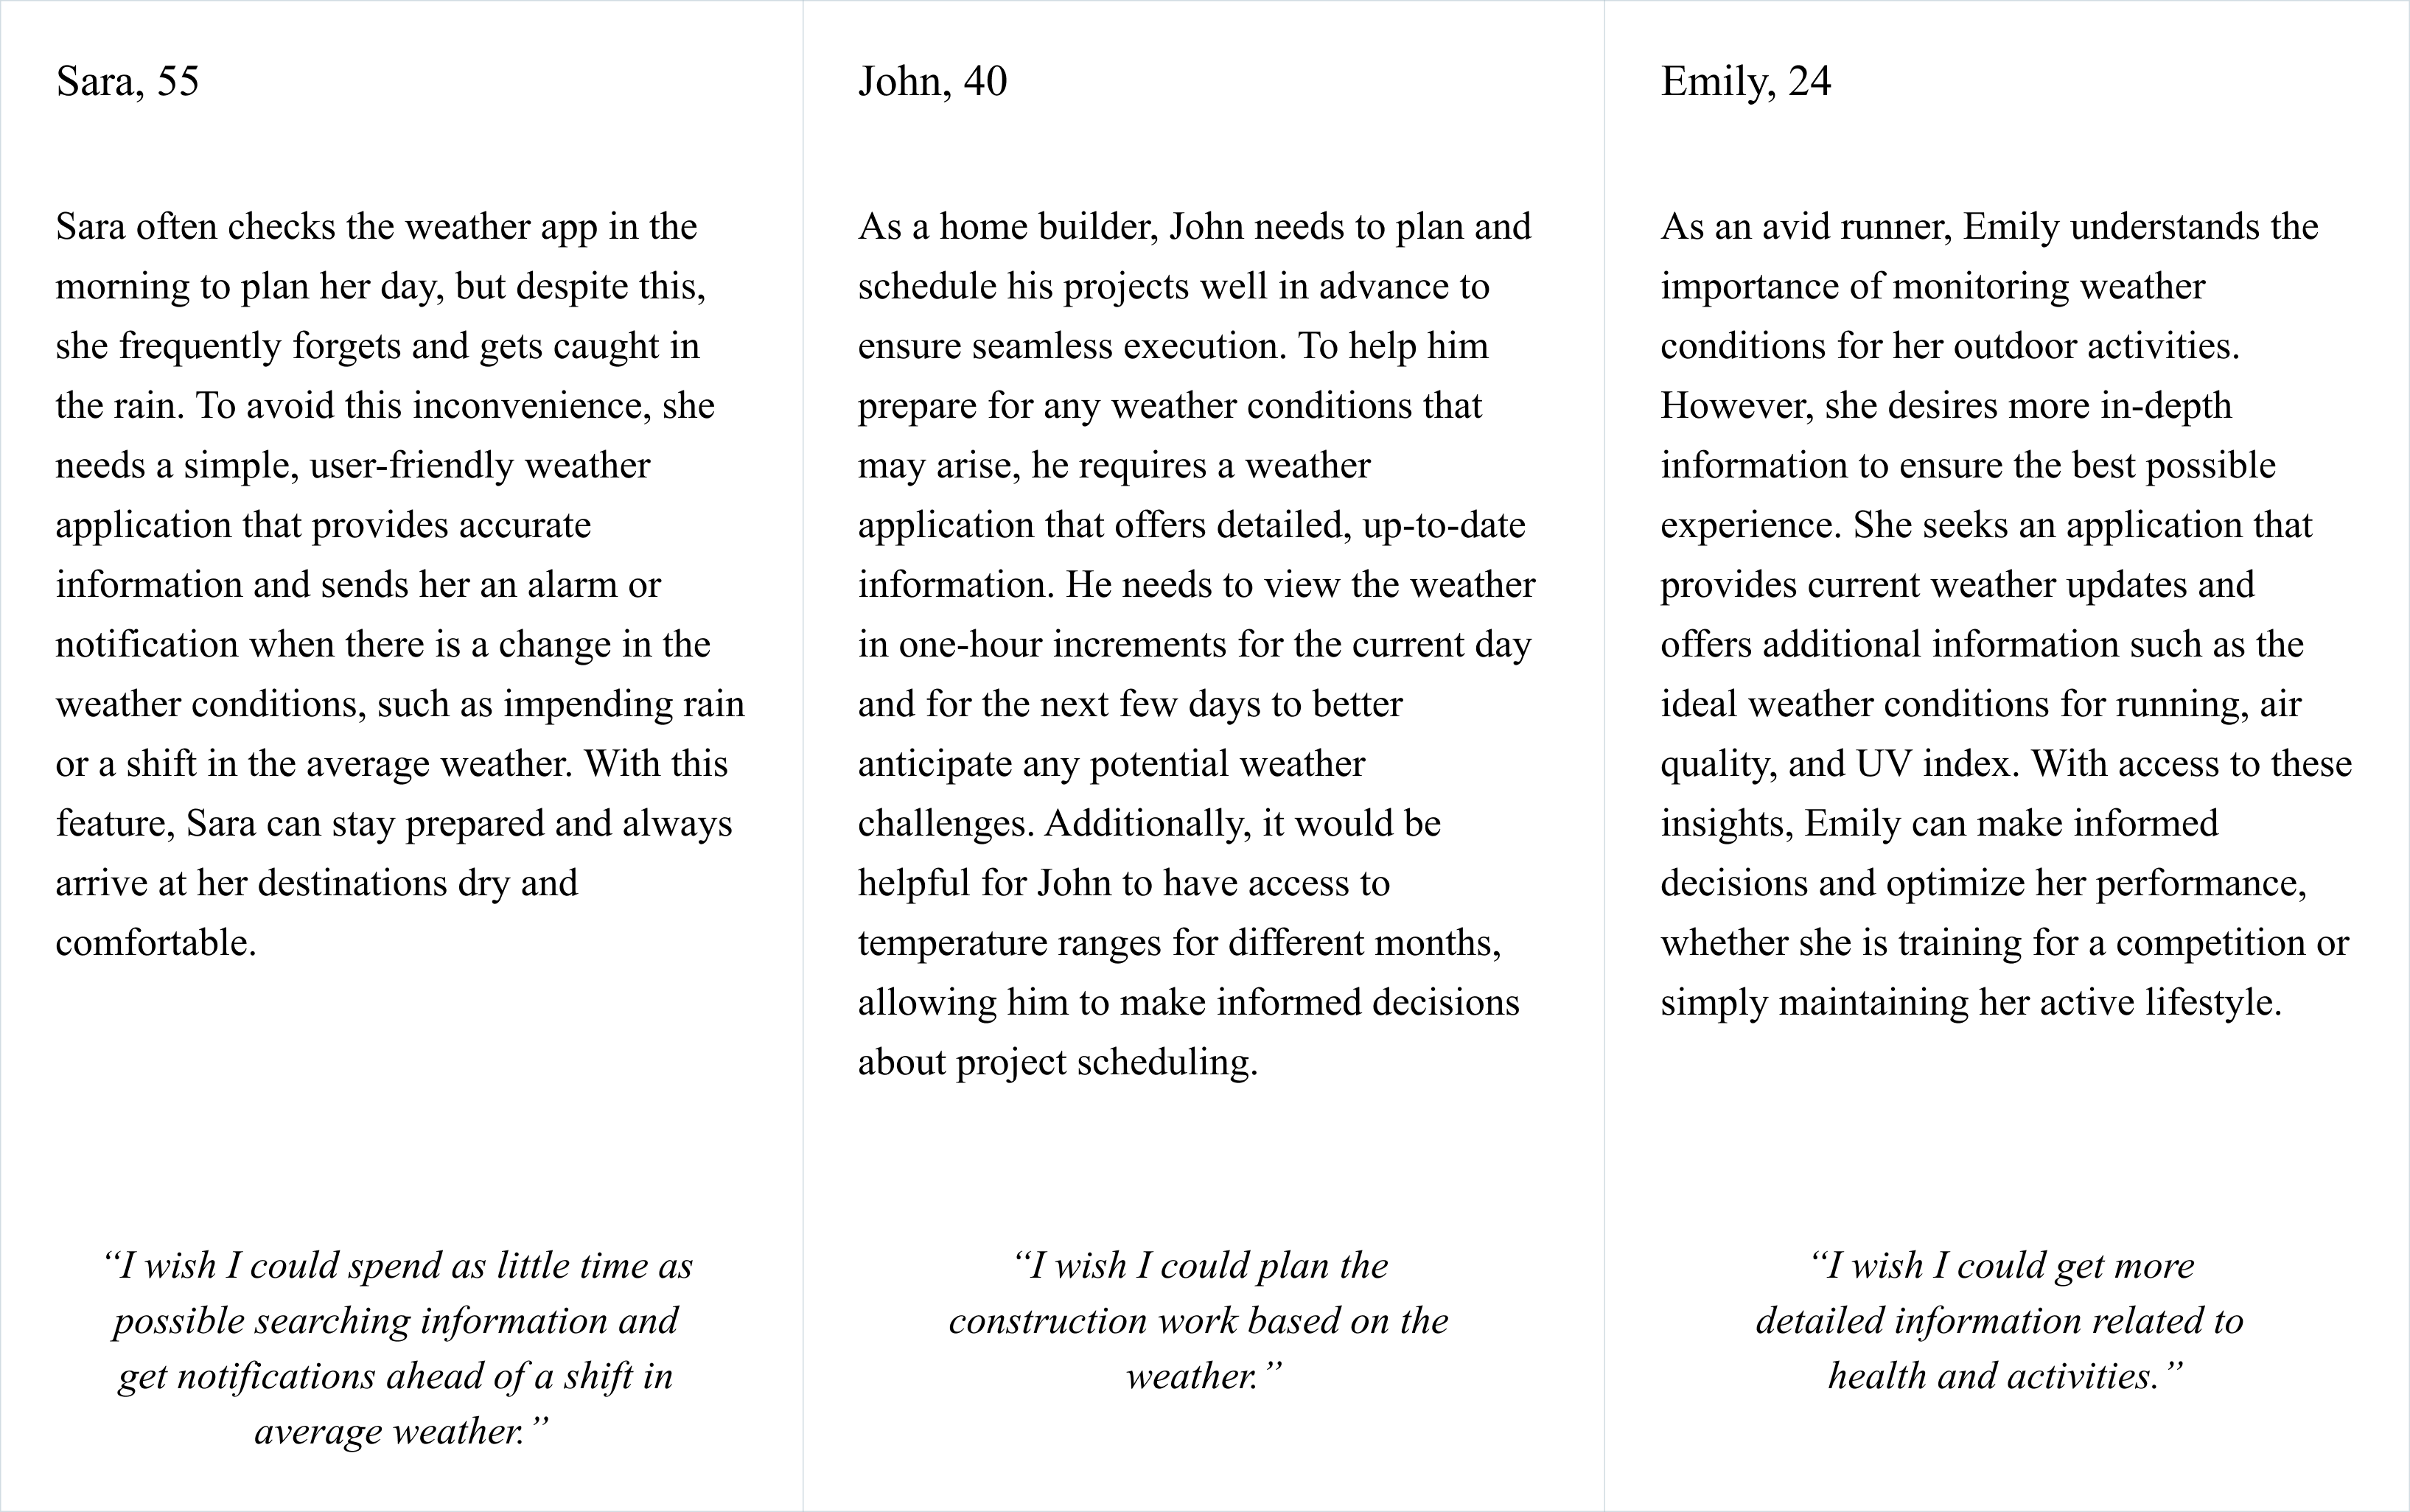 Sara, 55
Sara often checks the weather app in the
morning to plan her day, but despite this,
she frequently forgets and gets caught in
the rain. To avoid this inconvenience, she
needs a simple, user-friendly weather
application that provides accurate
information and sends her an alarm or
notification when there is a change in the
weather conditions, such as impending rain
or a shift in the average weather. With this
feature, Sara can stay prepared and always
arrive at her destinations dry and
comfortable.
“I wish I could spend as little time as
possible searching information and
get notifications ahead of a shift in
average weather.”
John, 40
As a home builder, John needs to plan and
schedule his projects well in advance to
ensure seamless execution. To help him
prepare for any weather conditions that
may arise, he requires a weather
application that offers detailed, up-to-date
information. He needs to view the weather
in one-hour increments for the current day
and for the next few days to better
anticipate any potential weather
challenges. Additionally, it would be
helpful for John to have access to
temperature ranges for different months,
allowing him to make informed decisions
about project scheduling.
“I wish I could plan the
construction work based on the
weather.”
Emily, 24
As an avid runner, Emily understands the
importance of monitoring weather
conditions for her outdoor activities.
However, she desires more in-depth
information to ensure the best possible
experience. She seeks an application that
provides current weather updates and
offers additional information such as the
ideal weather conditions for running, air
quality, and UV index. With access to these
insights, Emily can make informed
decisions and optimize her performance,
whether she is training for a competition or
simply maintaining her active lifestyle.
“I wish I could get more
detailed information related to
health and activities.”